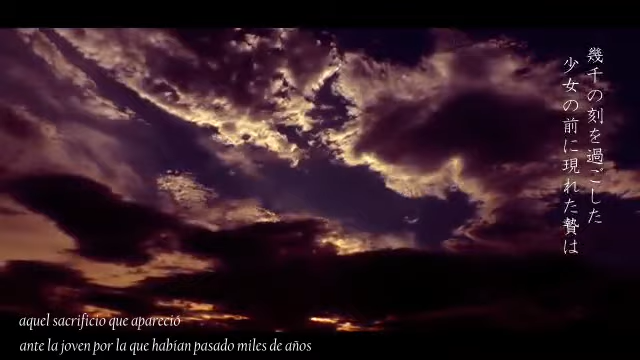 幾千の刻を過ごした
少女の前に現れた贄は
aquel sacrificio que apareció
ante la joven por la que habían pasado miles de años